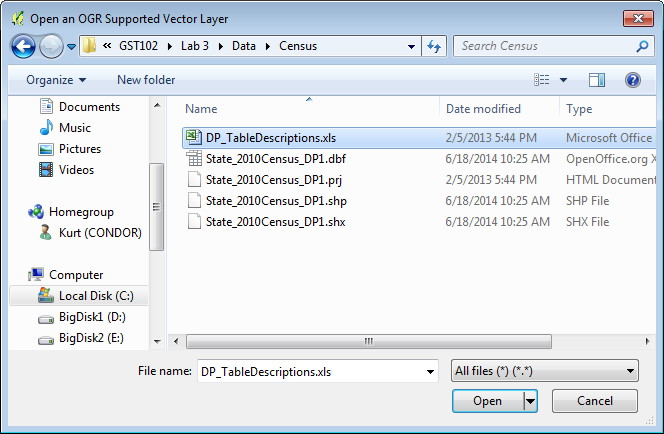 Open an OGR Supported Vector Layer
« GST102 ▸ Lab 3 ▸ Data ▸ Census
Search Census
Organize
New folder
Documents
Music
Pictures
Videos
Homegroup
Kurt (CONDOR)
Computer
Local Disk (C:)
BigDisk1 (D:)
BigDisk2 (E:)
Name Date modified Type
DP_TableDescriptions.xls 2/5/2013 5:44 PM Microsoft Office
State_2010Census_DP1.dbf 6/18/2014 10:25 AM OpenOffice.org X
State_2010Census_DP1.prj 2/5/2013 5:44 PM HTML Document
State_2010Census_DP1.shp 6/18/2014 10:25 AM SHP File
State_2010Census_DP1.shx 6/18/2014 10:25 AM SHX File
File name: DP_TableDescriptions.xls
All files (*) (*.*)
Open
Cancel